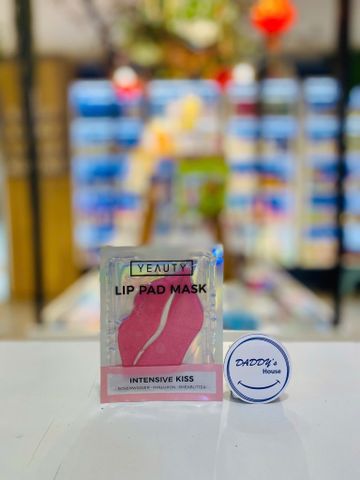 YEAUTY
LIP PAD MASK
INTENSIVE KISS
DADDY's
House